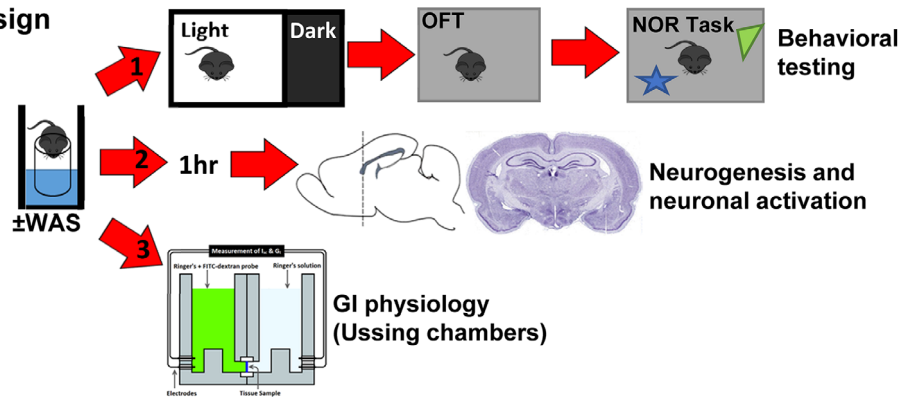 sign
Light
Dark
OFT
NOR Task
Behavioral
testing
1
2
1hr
Neurogenesis and
neuronal activation
±WAS
3
Measurement of Isc & G
Ringer's + FITC-dextran probe
Ringer's solution
GI physiology
(Ussing chambers)
Electrodes
Tissue Sample